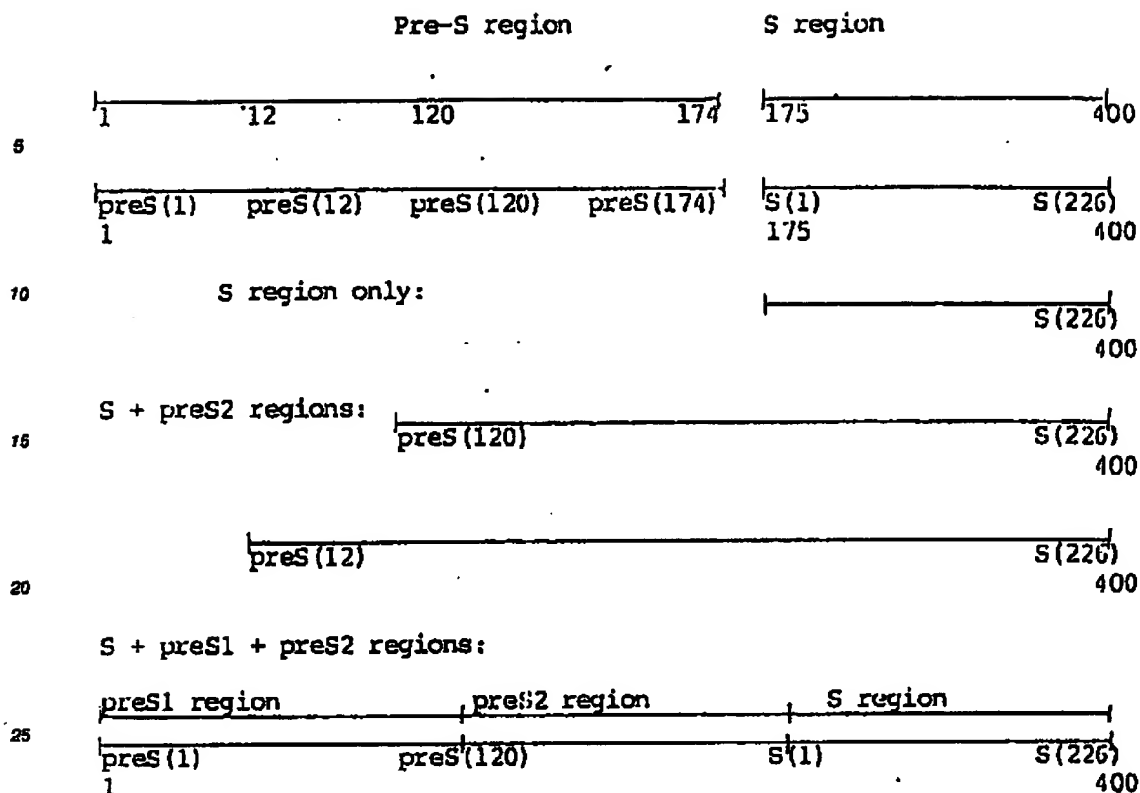 Pre-S region S region
1 12 120 174 175 400
5
preS(1) preS(12) preS(120) preS(174) S(1) S(226)
1 175 400
10 S region only:
S(226)
400
S + preS2 regions:
15 preS(120) S(226)
400
preS(12) S(226)
20 400
S + preS1 + preS2 regions:
preS1 region preS2 region S region
25 preS(1) preS(120) S(1) S(226)
1 400